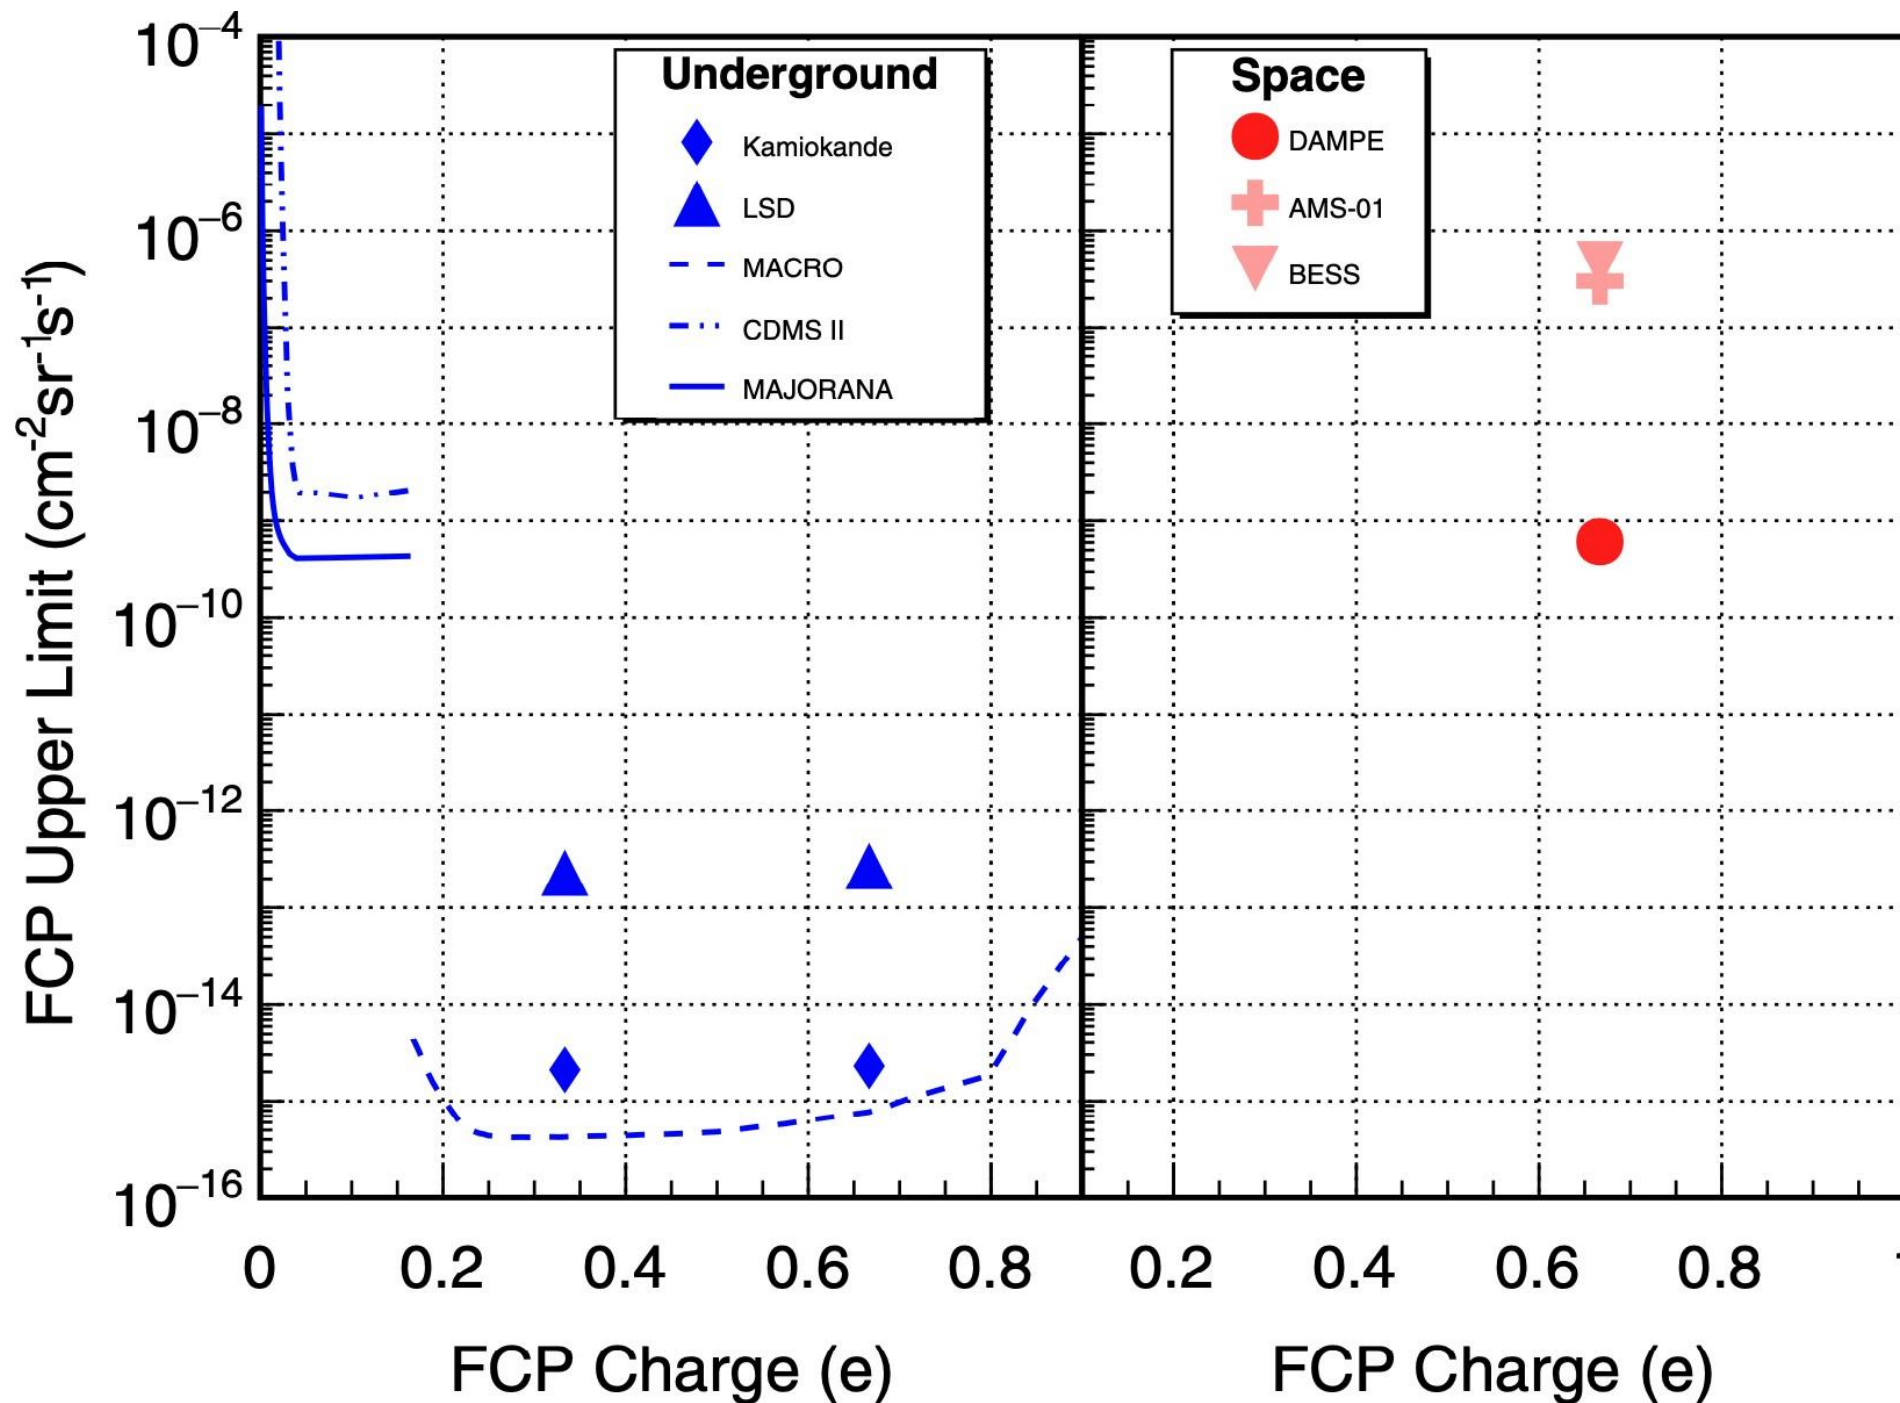 10⁻⁴
10⁻⁶
10⁻⁸
10⁻¹⁰
10⁻¹²
10⁻¹⁴
10⁻¹⁶
FCP Upper Limit (cm⁻²sr⁻¹s⁻¹)
Underground
Kamiokande
LSD
MACRO
CDMS II
MAJORANA
Space
DAMPE
AMS-01
BESS
0 0.2 0.4 0.6 0.8 0.2 0.4 0.6 0.8
FCP Charge (e) FCP Charge (e)